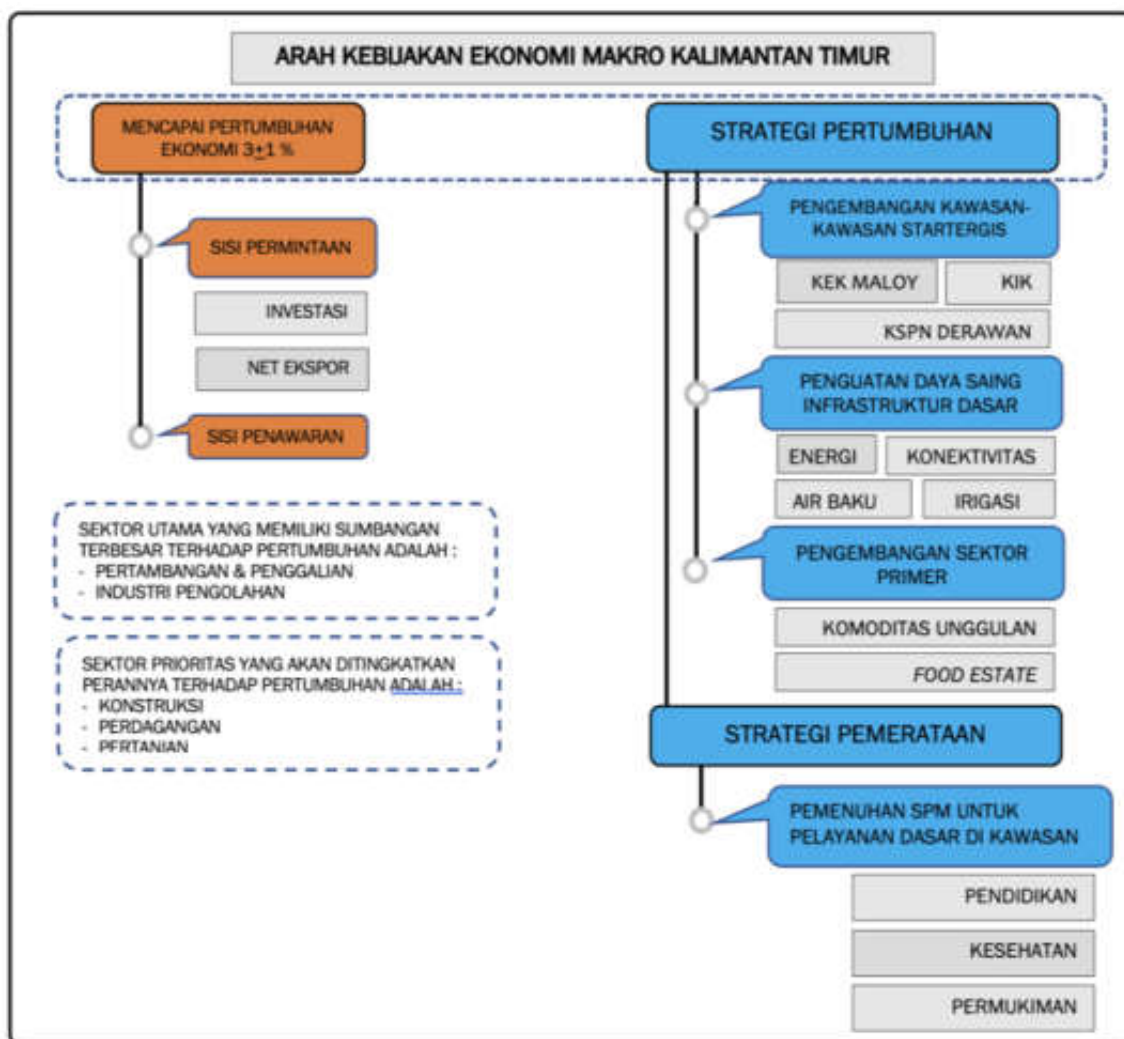 ARAH KEBIJAKAN EKONOMI MAKRO KALIMANTAN TIMUR
MENCAPAI PERTUMBUHAN
EKONOMI 3±1 %
SISI PERMINTAAN
INVESTASI
NET EKSPOR
SISI PENAWARAN
SEKTOR UTAMA YANG MEMILIKI SUMBANGAN
TERBESAR TERHADAP PERTUMBUHAN ADALAH :
- PERTAMBANGAN & PENGGALIAN
- INDUSTRI PENGOLAHAN
SEKTOR PRIORITAS YANG AKAN DITINGKATKAN
PERANNYA TERHADAP PERTUMBUHAN ADALAH :
- KONSTRUKSI
- PERDAGANGAN
- PERTANIAN
STRATEGI PERTUMBUHAN
PENGEMBANGAN KAWASAN-
KAWASAN STARTERGIS
KEK MALOY
KIK
KSPN DERAWAN
PENGUATAN DAYA SAING
INFRASTRUKTUR DASAR
ENERGI
KONEKTIVITAS
AIR BAKU
IRIGASI
PENGEMBANGAN SEKTOR
PRIMER
KOMODITAS UNGGULAN
FOOD ESTATE
STRATEGI PEMERATAAN
PEMENUHAN SPM UNTUK
PELAYANAN DASAR DI KAWASAN
PENDIDIKAN
KESEHATAN
PERMUKIMAN